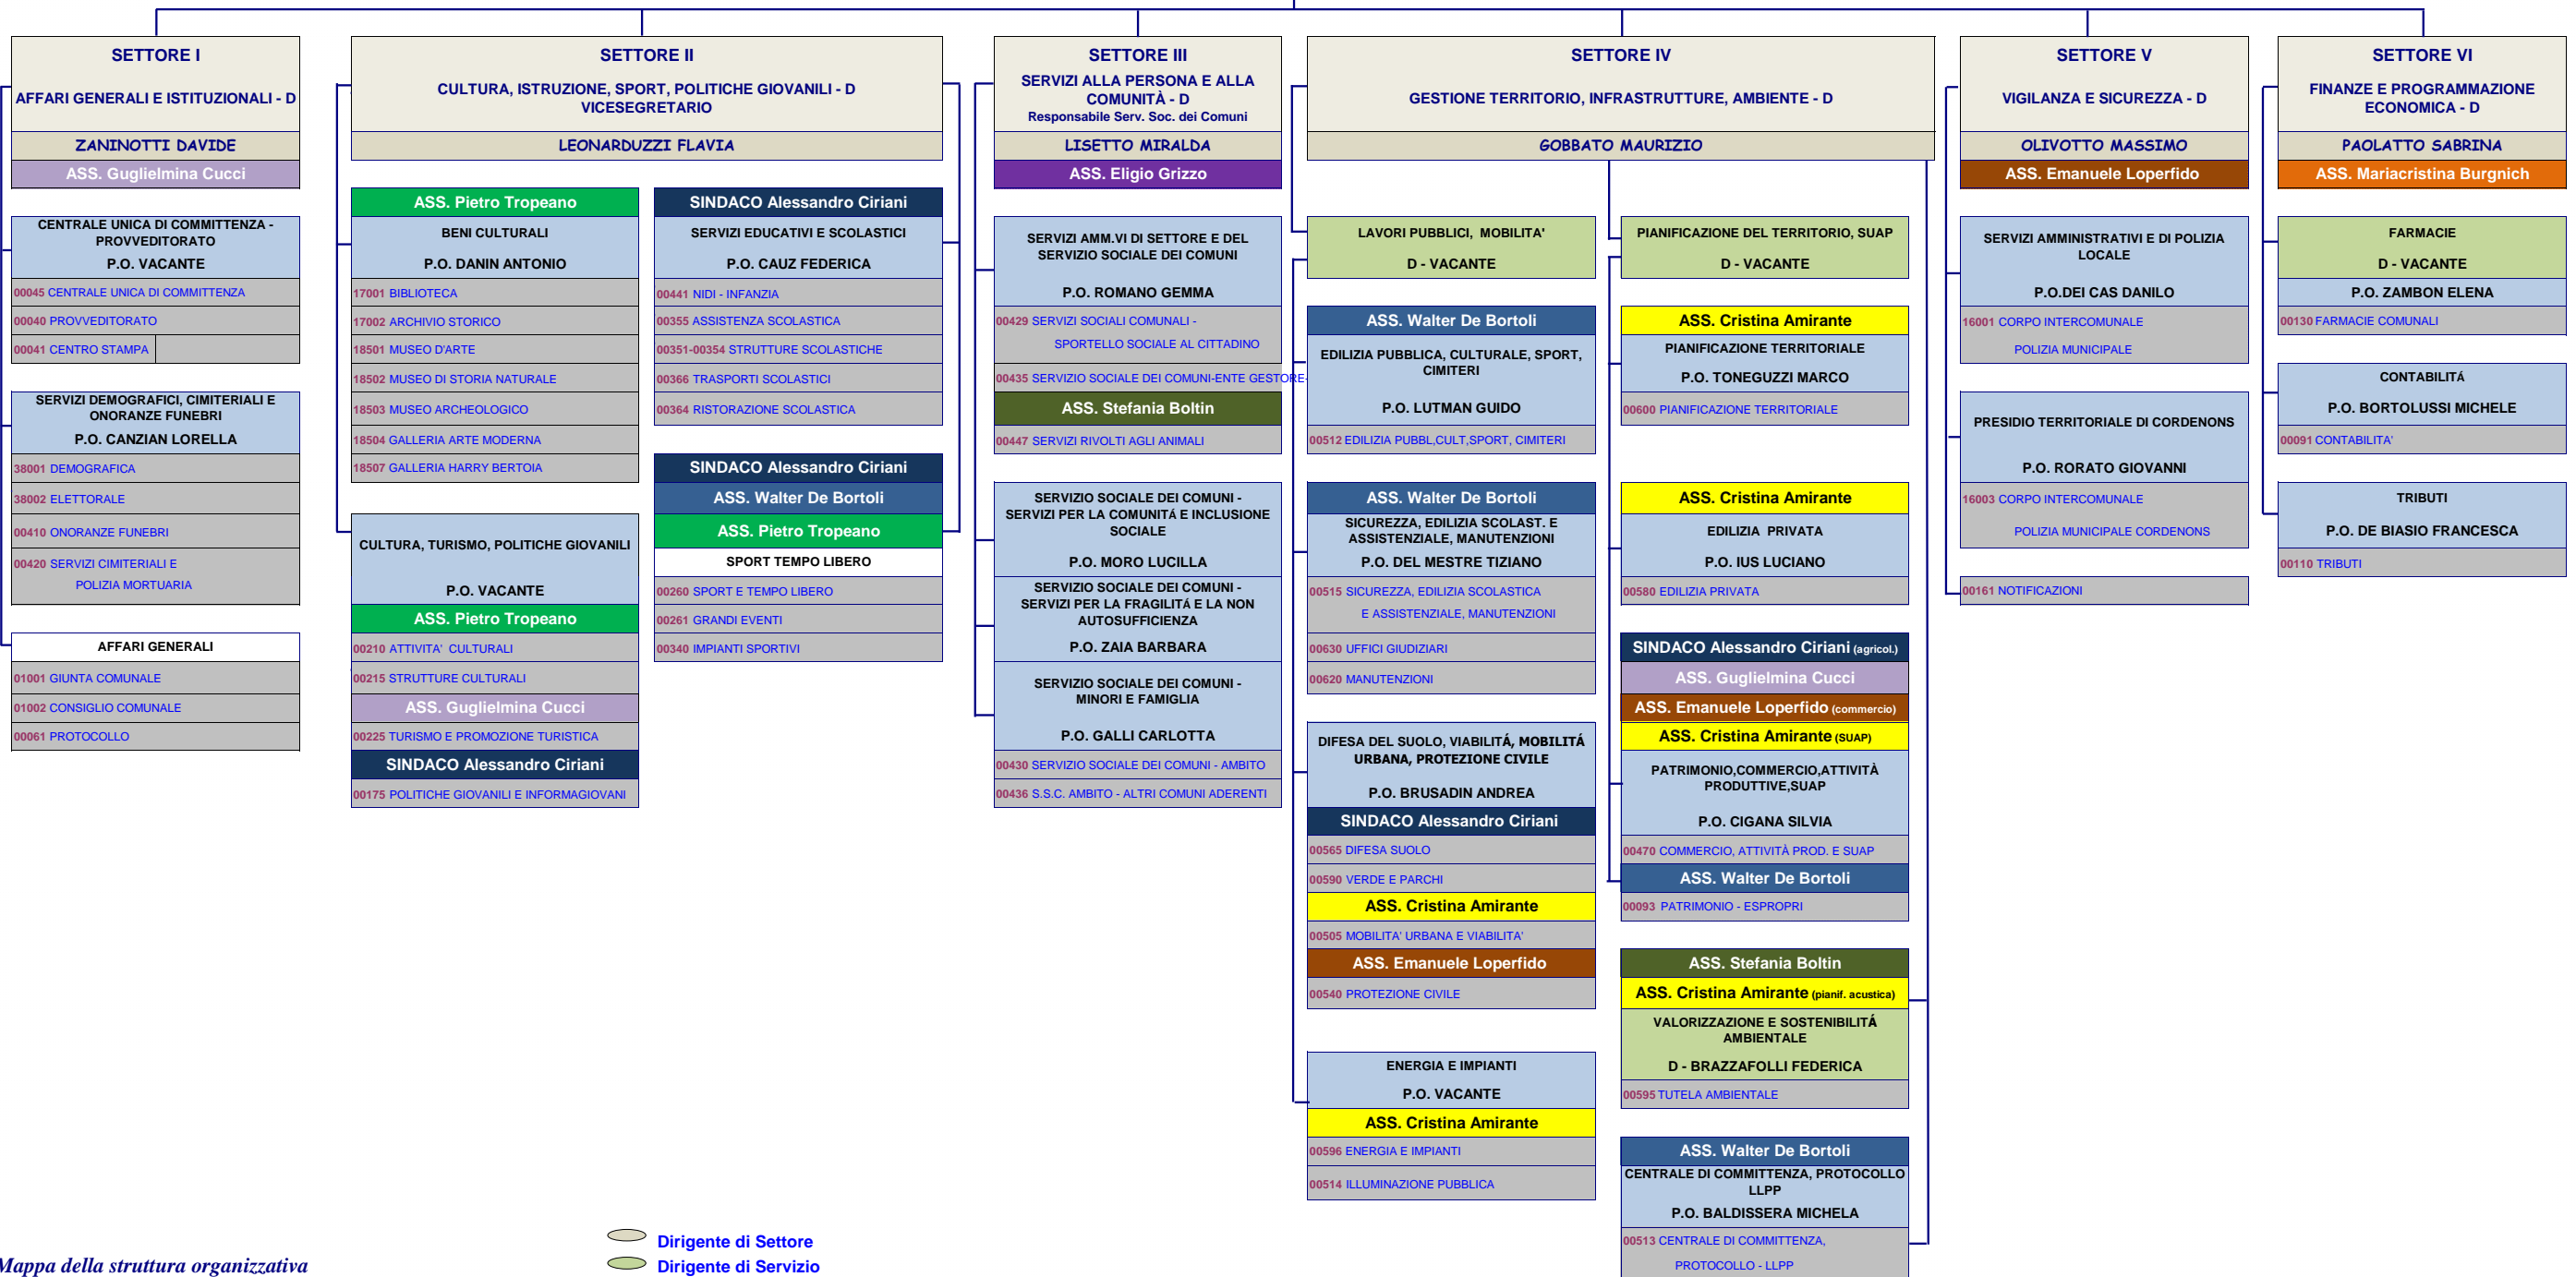 SETTORE I
AFFARI GENERALI E ISTITUZIONALI - D
ZANINOTTI DAVIDE
ASS. Guglielmina Cucci
CENTRALE UNICA DI COMMITTENZA -
PROVVEDITORATO
P.O. VACANTE
00045 CENTRALE UNICA DI COMMITTENZA
00040 PROVVEDITORATO
00041 CENTRO STAMPA
SERVIZI DEMOGRAFICI, CIMITERIALI E
ONORANZE FUNEBRI
P.O. CANZIAN LORELLA
38001 DEMOGRAFICA
38002 ELETTORALE
00410 ONORANZE FUNEBRI
00420 SERVIZI CIMITERIALI E
POLIZIA MORTUARIA
AFFARI GENERALI
01001 GIUNTA COMUNALE
01002 CONSIGLIO COMUNALE
00061 PROTOCOLLO
SETTORE II
CULTURA, ISTRUZIONE, SPORT, POLITICHE GIOVANILI - D
VICESEGRETARIO
LEONARDUZZI FLAVIA
ASS. Pietro Tropeano
BENI CULTURALI
P.O. DANIN ANTONIO
17001 BIBLIOTECA
17002 ARCHIVIO STORICO
18501 MUSEO D'ARTE
18502 MUSEO DI STORIA NATURALE
18503 MUSEO ARCHEOLOGICO
18504 GALLERIA ARTE MODERNA
18507 GALLERIA HARRY BERTOIA
CULTURA, TURISMO, POLITICHE GIOVANILI
P.O. VACANTE
ASS. Pietro Tropeano
00210 ATTIVITA' CULTURALI
00215 STRUTTURE CULTURALI
ASS. Guglielmina Cucci
00225 TURISMO E PROMOZIONE TURISTICA
SINDACO Alessandro Ciriani
00175 POLITICHE GIOVANILI E INFORMAGIOVANI
SINDACO Alessandro Ciriani
SERVIZI EDUCATIVI E SCOLASTICI
P.O. CAUZ FEDERICA
00441 NIDI - INFANZIA
00355 ASSISTENZA SCOLASTICA
00351-00354 STRUTTURE SCOLASTICHE
00366 TRASPORTI SCOLASTICI
00364 RISTORAZIONE SCOLASTICA
SINDACO Alessandro Ciriani
ASS. Walter De Bortoli
ASS. Pietro Tropeano
SPORT TEMPO LIBERO
00260 SPORT E TEMPO LIBERO
00261 GRANDI EVENTI
00340 IMPIANTI SPORTIVI
SETTORE III
SERVIZI ALLA PERSONA E ALLA
COMUNITÀ - D
Responsabile Serv. Soc. dei Comuni
LISETTO MIRALDA
ASS. Eligio Grizzo
SERVIZI AMM.VI DI SETTORE E DEL
SERVIZIO SOCIALE DEI COMUNI
P.O. ROMANO GEMMA
00429 SERVIZI SOCIALI COMUNALI -
SPORTELLO SOCIALE AL CITTADINO
00435 SERVIZIO SOCIALE DEI COMUNI-ENTE GESTORE-
ASS. Stefania Boltin
00447 SERVIZI RIVOLTI AGLI ANIMALI
SERVIZIO SOCIALE DEI COMUNI -
SERVIZI PER LA COMUNITÁ E INCLUSIONE
SOCIALE
P.O. MORO LUCILLA
SERVIZIO SOCIALE DEI COMUNI -
SERVIZI PER LA FRAGILITÁ E LA NON
AUTOSUFFICIENZA
P.O. ZAIA BARBARA
SERVIZIO SOCIALE DEI COMUNI -
MINORI E FAMIGLIA
P.O. GALLI CARLOTTA
00430 SERVIZIO SOCIALE DEI COMUNI - AMBITO
00436 S.S.C. AMBITO - ALTRI COMUNI ADERENTI
SETTORE IV
GESTIONE TERRITORIO, INFRASTRUTTURE, AMBIENTE - D
GOBBATO MAURIZIO
LAVORI PUBBLICI, MOBILITA'
D - VACANTE
ASS. Walter De Bortoli
EDILIZIA PUBBLICA, CULTURALE, SPORT,
CIMITERI
P.O. LUTMAN GUIDO
00512 EDILIZIA PUBBL,CULT,SPORT, CIMITERI
ASS. Walter De Bortoli
SICUREZZA, EDILIZIA SCOLAST. E
ASSISTENZIALE, MANUTENZIONI
P.O. DEL MESTRE TIZIANO
00515 SICUREZZA, EDILIZIA SCOLASTICA
E ASSISTENZIALE, MANUTENZIONI
00630 UFFICI GIUDIZIARI
00620 MANUTENZIONI
DIFESA DEL SUOLO, VIABILITÁ, MOBILITÁ
URBANA, PROTEZIONE CIVILE
P.O. BRUSADIN ANDREA
SINDACO Alessandro Ciriani
00565 DIFESA SUOLO
00590 VERDE E PARCHI
ASS. Cristina Amirante
00505 MOBILITA' URBANA E VIABILITA'
ASS. Emanuele Loperfido
00540 PROTEZIONE CIVILE
ENERGIA E IMPIANTI
P.O. VACANTE
ASS. Cristina Amirante
00596 ENERGIA E IMPIANTI
00514 ILLUMINAZIONE PUBBLICA
PIANIFICAZIONE DEL TERRITORIO, SUAP
D - VACANTE
ASS. Cristina Amirante
PIANIFICAZIONE TERRITORIALE
P.O. TONEGUZZI MARCO
00600 PIANIFICAZIONE TERRITORIALE
ASS. Cristina Amirante
EDILIZIA PRIVATA
P.O. IUS LUCIANO
00580 EDILIZIA PRIVATA
SINDACO Alessandro Ciriani (agricol.)
ASS. Guglielmina Cucci
ASS. Emanuele Loperfido (commercio)
ASS. Cristina Amirante (SUAP)
PATRIMONIO,COMMERCIO,ATTIVITÀ
PRODUTTIVE,SUAP
P.O. CIGANA SILVIA
00470 COMMERCIO, ATTIVITÀ PROD. E SUAP
ASS. Walter De Bortoli
00093 PATRIMONIO - ESPROPRI
ASS. Stefania Boltin
ASS. Cristina Amirante (pianif. acustica)
VALORIZZAZIONE E SOSTENIBILITÁ
AMBIENTALE
D - BRAZZAFOLLI FEDERICA
00595 TUTELA AMBIENTALE
ASS. Walter De Bortoli
CENTRALE DI COMMITTENZA, PROTOCOLLO
LLPP
P.O. BALDISSERA MICHELA
00513 CENTRALE DI COMMITTENZA,
PROTOCOLLO - LLPP
SETTORE V
VIGILANZA E SICUREZZA - D
OLIVOTTO MASSIMO
ASS. Emanuele Loperfido
SERVIZI AMMINISTRATIVI E DI POLIZIA
LOCALE
P.O.DEI CAS DANILO
16001 CORPO INTERCOMUNALE
POLIZIA MUNICIPALE
PRESIDIO TERRITORIALE DI CORDENONS
P.O. RORATO GIOVANNI
16003 CORPO INTERCOMUNALE
POLIZIA MUNICIPALE CORDENONS
00161 NOTIFICAZIONI
SETTORE VI
FINANZE E PROGRAMMAZIONE
ECONOMICA - D
PAOLATTO SABRINA
ASS. Mariacristina Burgnich
FARMACIE
D - VACANTE
P.O. ZAMBON ELENA
00130 FARMACIE COMUNALI
CONTABILITÁ
P.O. BORTOLUSSI MICHELE
00091 CONTABILITA'
TRIBUTI
P.O. DE BIASIO FRANCESCA
00110 TRIBUTI
Mappa della struttura organizzativa
Dirigente di Settore
Dirigente di Servizio